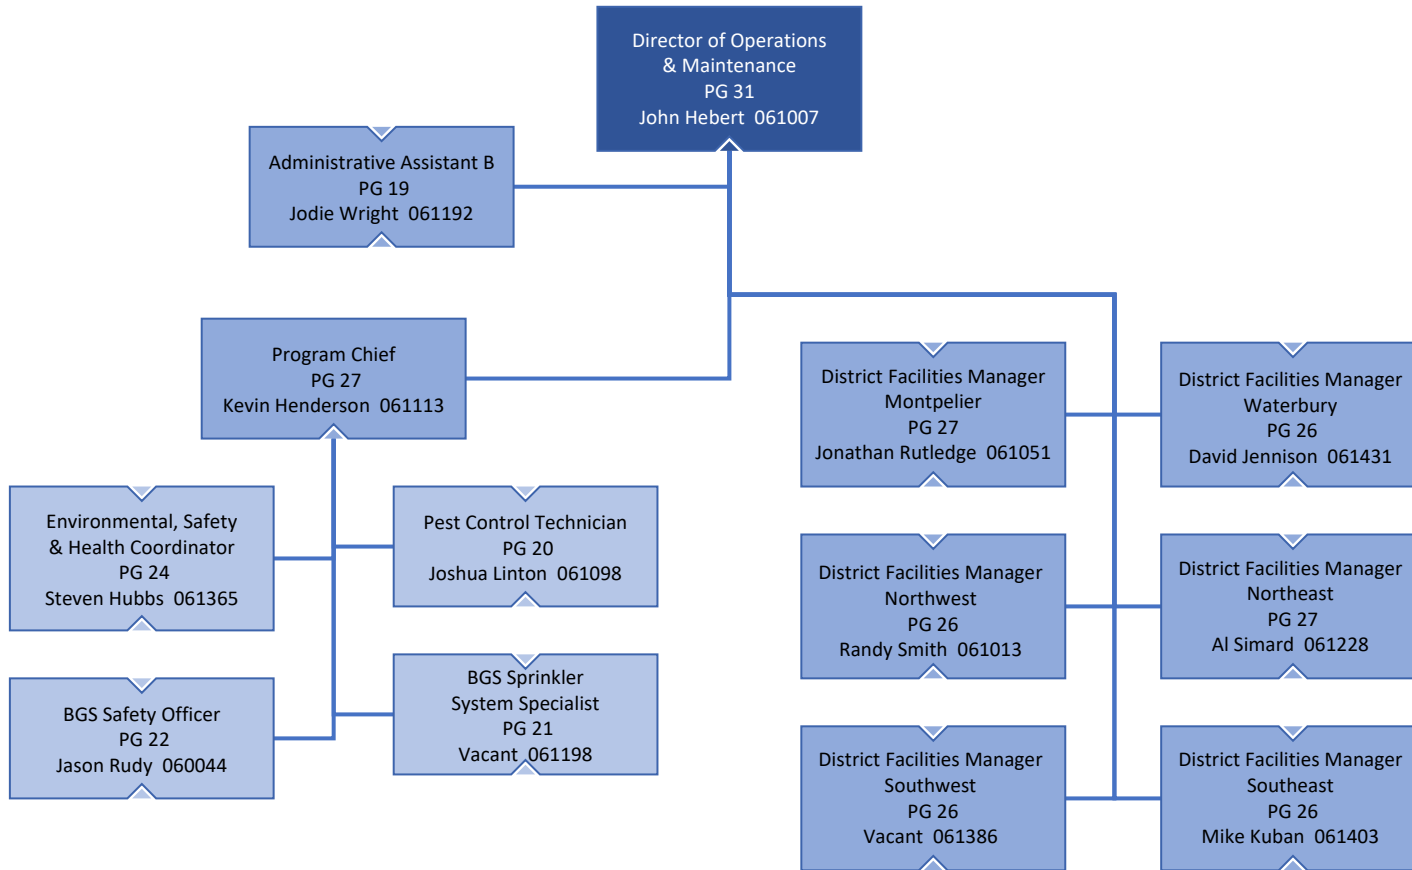 Director of Operations
& Maintenance
PG 31
John Hebert 061007
Administrative Assistant B
PG 19
Jodie Wright 061192
Program Chief
PG 27
Kevin Henderson 061113
Environmental, Safety
& Health Coordinator
PG 24
Steven Hubbs 061365
Pest Control Technician
PG 20
Joshua Linton 061098
BGS Safety Officer
PG 22
Jason Rudy 060044
BGS Sprinkler
System Specialist
PG 21
Vacant 061198
District Facilities Manager
Montpelier
PG 27
Jonathan Rutledge 061051
District Facilities Manager
Waterbury
PG 26
David Jennison 061431
District Facilities Manager
Northwest
PG 26
Randy Smith 061013
District Facilities Manager
Northeast
PG 27
Al Simard 061228
District Facilities Manager
Southwest
PG 26
Vacant 061386
District Facilities Manager
Southeast
PG 26
Mike Kuban 061403